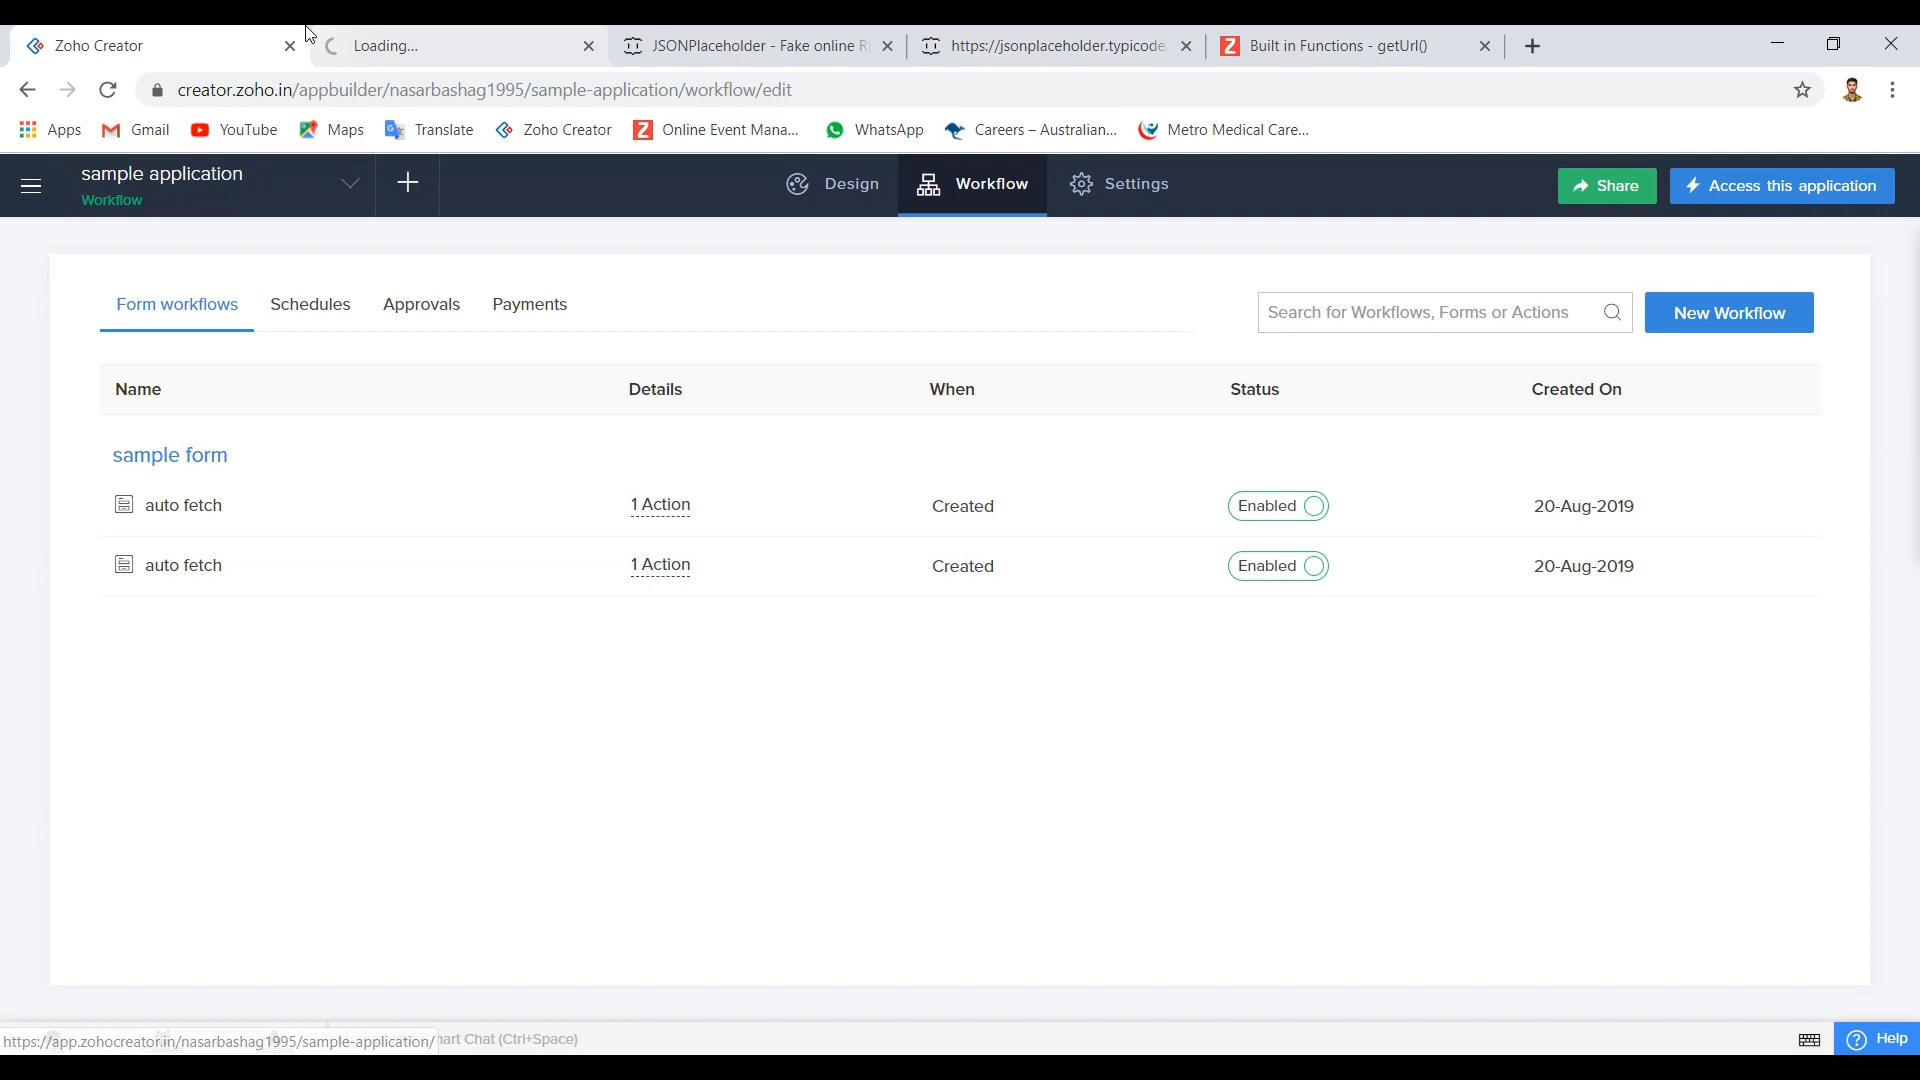 Zoho Creator
Loading...
JSONPlaceholder - Fake online R
https://jsonplaceholder.typicode.
Built in Functions - getUrl()
creator.zoho.in/appbuilder/nasarbashag1995/sample-application/workflow/edit
Apps
Gmail
YouTube
Maps
Translate
Zoho Creator
Online Event Mana...
WhatsApp
Careers – Australian...
Metro Medical Care...
sample application
Workflow
Design
Workflow
Settings
Share
Access this application
Form workflows
Schedules
Approvals
Payments
Search for Workflows, Forms or Actions
New Workflow
Name
Details
When
Status
Created On
sample form
auto fetch
1 Action
Created
Enabled
20-Aug-2019
auto fetch
1 Action
Created
Enabled
20-Aug-2019
https://app.zohocreator.in/nasarbashag1995/sample-application/
Chat (Ctrl+Space)
Help